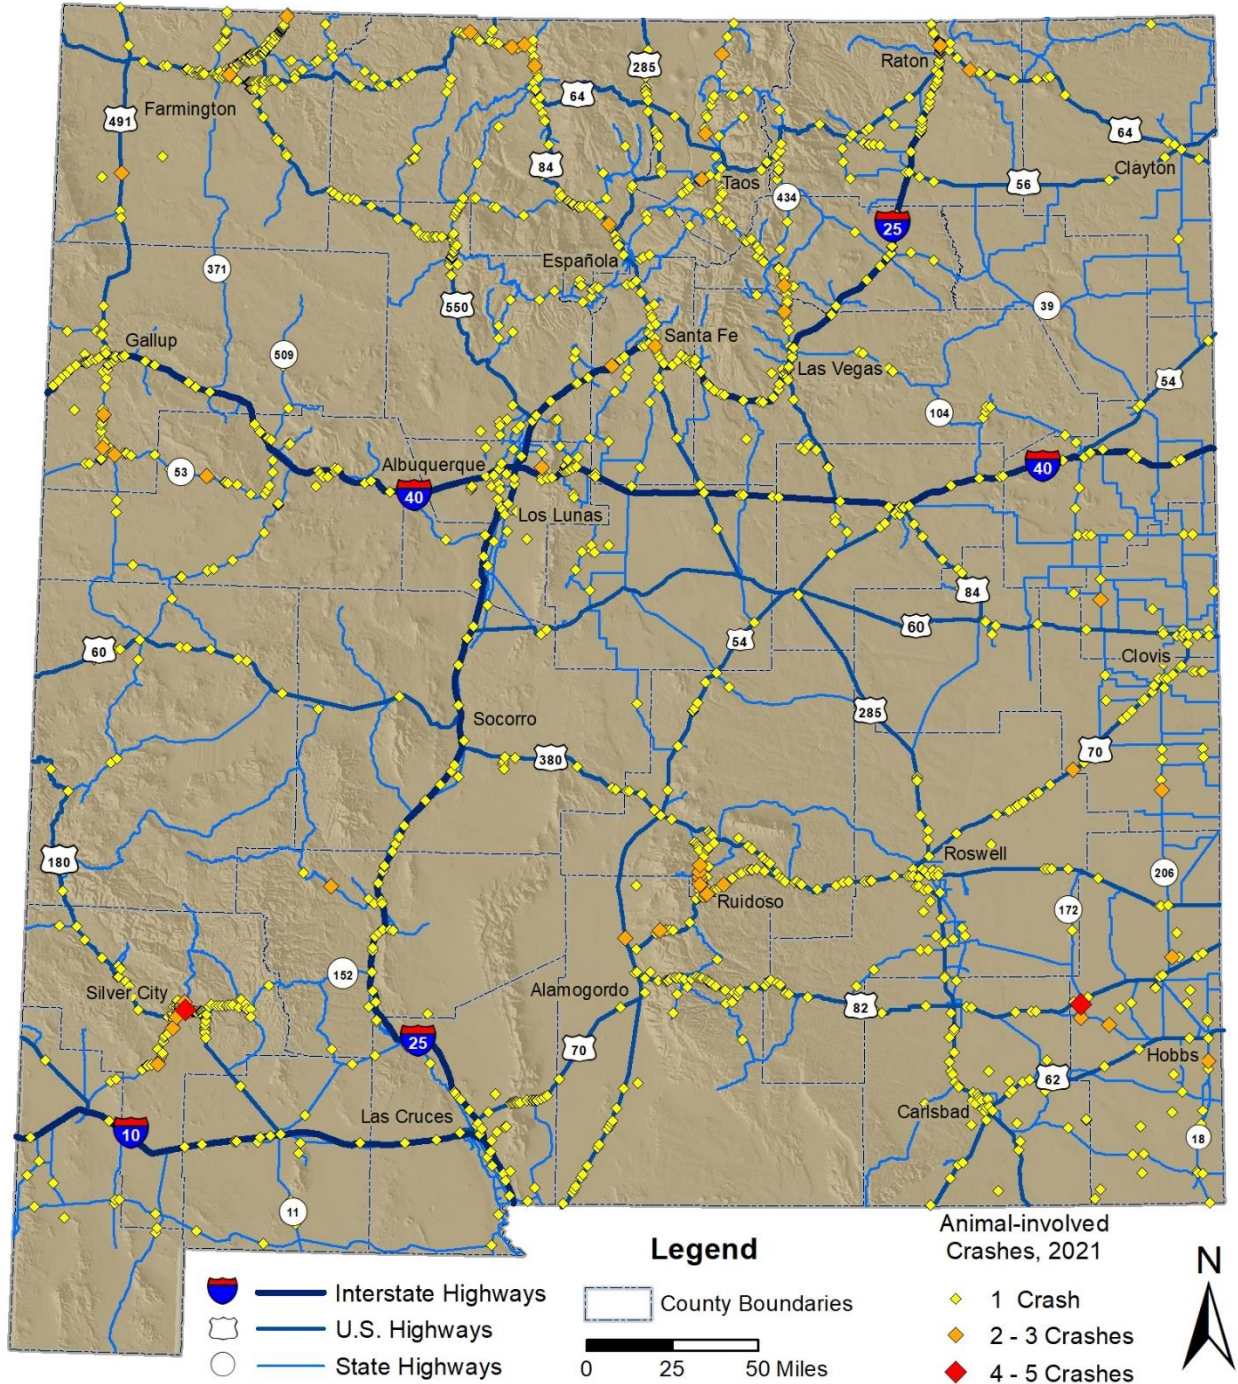 Raton
285
64
Farmington
491
64
84
Clayton
56
Taos
434
25
371
Española
550
39
Gallup
Santa Fe
509
Las Vegas
54
104
Albuquerque
53
40
40
Los Lunas
84
60
54
60
Clovis
285
Socorro
380
70
180
Roswell
206
Ruidoso
172
152
Silver City
Alamogordo
82
25
70
Hobbs
62
Las Cruces
Carlsbad
10
18
11
Legend
Interstate Highways
U.S. Highways
State Highways
County Boundaries
0 25 50 Miles
Animal-involved
Crashes, 2021
1 Crash
2 - 3 Crashes
4 - 5 Crashes
N